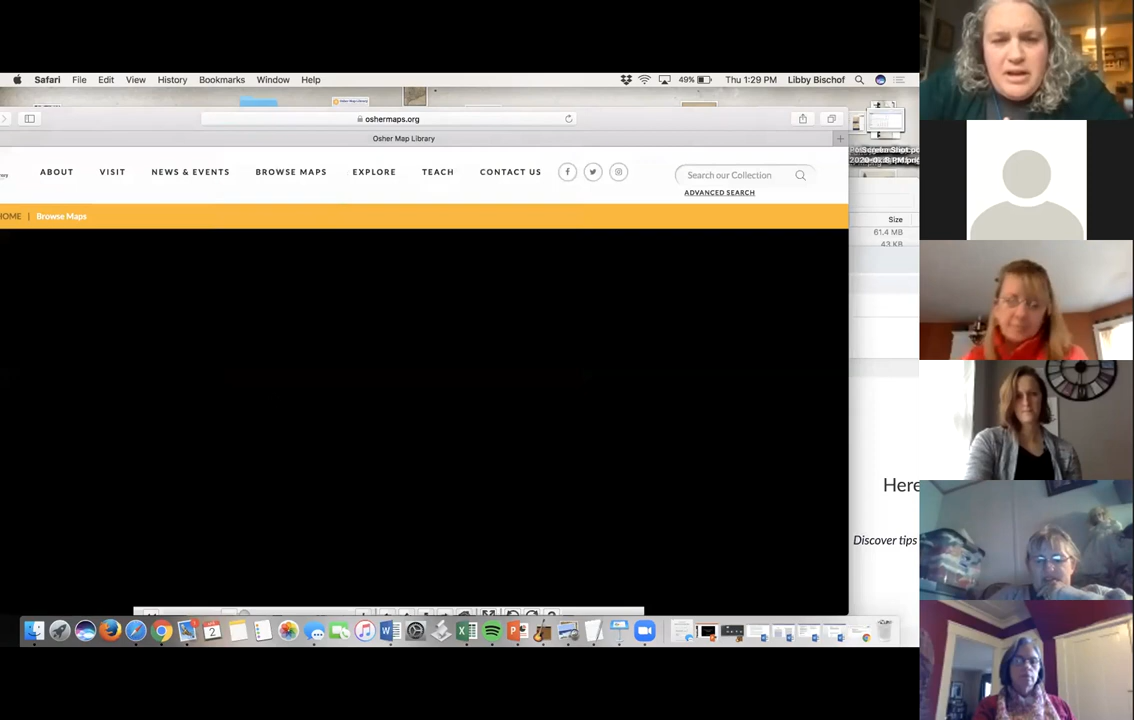 Safari File Edit View History Bookmarks Window Help 49% Thu 1:29 PM Libby Bischof
oshermaps.org
Osher Map Library
ABOUT VISIT NEWS & EVENTS BROWSE MAPS EXPLORE TEACH CONTACT US Search our Collection
ADVANCED SEARCH
HOME | Browse Maps
Size
61.4 MB
43 KB
Here
Discover tips
2